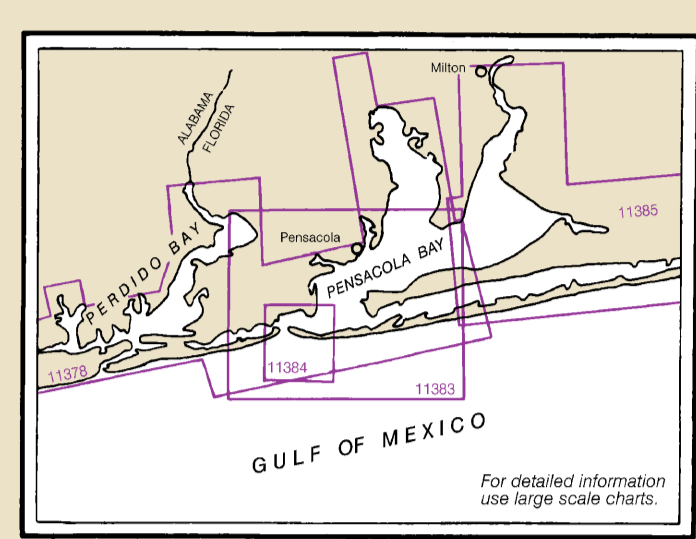 Milton
ALABAMA
FLORIDA
11385
Pensacola
PERDIDO BAY
PENSACOLA BAY
11378
11384
11383
GULF OF MEXICO
For detailed information
use large scale charts.